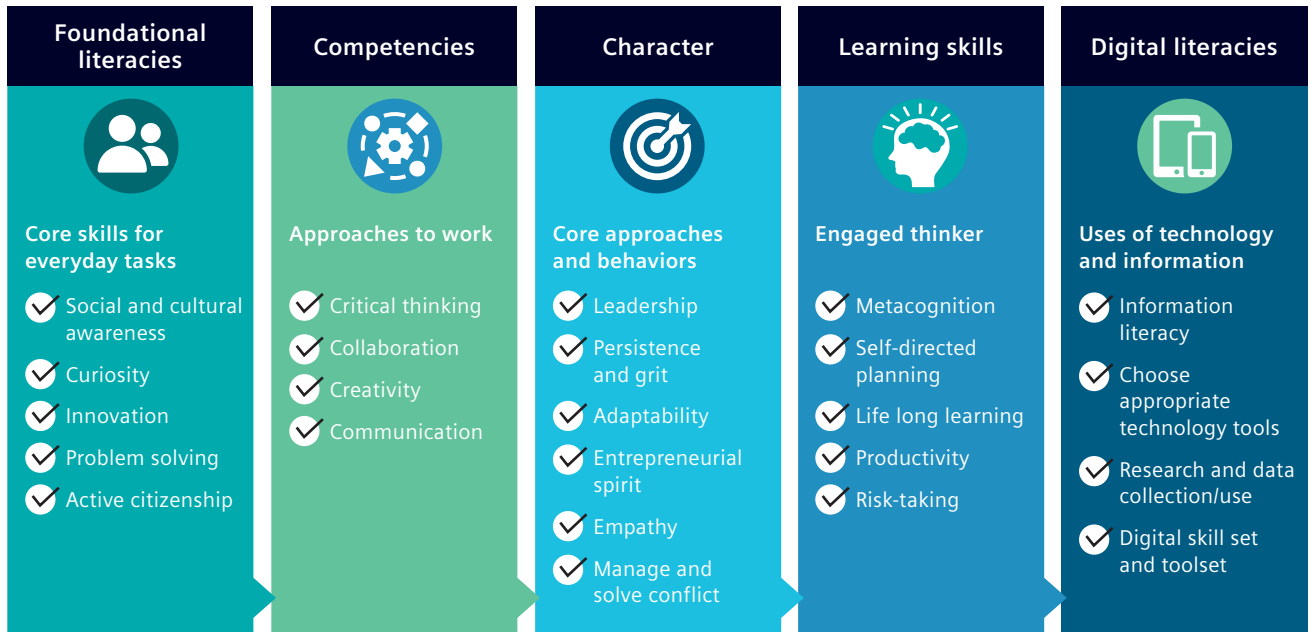 Foundational
literacies
Core skills for
everyday tasks
Social and cultural
awareness
Curiosity
Innovation
Problem solving
Active citizenship
Competencies
Approaches to work
Critical thinking
Collaboration
Creativity
Communication
Character
Core approaches
and behaviors
Leadership
Persistence
and grit
Adaptability
Entrepreneurial
spirit
Empathy
Manage and
solve conflict
Learning skills
Engaged thinker
Metacognition
Self-directed
planning
Life long learning
Productivity
Risk-taking
Digital literacies
Uses of technology
and information
Information
literacy
Choose
appropriate
technology tools
Research and data
collection/use
Digital skill set
and toolset